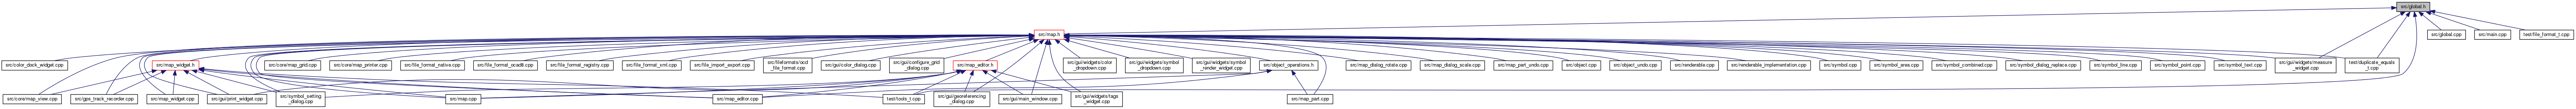 src/global.h
src/map.h
src/global.cpp
src/main.cpp
test/file_format_t.cpp
src/color_dock_widget.cpp
src/map_widget.h
src/core/map_grid.cpp
src/core/map_printer.cpp
src/file_format_native.cpp
src/file_format_ocad8.cpp
src/file_format_registry.cpp
src/file_format_xml.cpp
src/file_import_export.cpp
src/fileformats/ocd
_file_format.cpp
src/gui/color_dialog.cpp
src/gui/configure_grid
_dialog.cpp
src/map_editor.h
src/gui/widgets/color
_dropdown.cpp
src/gui/widgets/symbol
_dropdown.cpp
src/gui/widgets/symbol
_render_widget.cpp
src/object_operations.h
src/map_dialog_rotate.cpp
src/map_dialog_scale.cpp
src/map_part_undo.cpp
src/object.cpp
src/object_undo.cpp
src/renderable.cpp
src/renderable_implementation.cpp
src/symbol.cpp
src/symbol_area.cpp
src/symbol_combined.cpp
src/symbol_dialog_replace.cpp
src/symbol_line.cpp
src/symbol_point.cpp
src/symbol_text.cpp
src/gui/widgets/measure
_widget.cpp
test/duplicate_equals
_t.cpp
src/core/map_view.cpp
src/gps_track_recorder.cpp
src/map_widget.cpp
src/gui/print_widget.cpp
src/symbol_setting
_dialog.cpp
src/map.cpp
src/map_editor.cpp
test/tools_t.cpp
src/gui/georeferencing
_dialog.cpp
src/gui/main_window.cpp
src/gui/widgets/tags
_widget.cpp
src/map_part.cpp